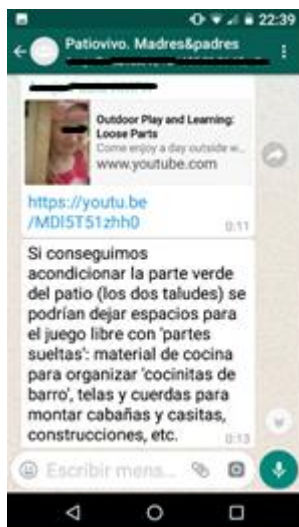 22:39
Patiovivo. Madres&padres
Outdoor Play and Learning:
Loose Parts
Come enjoy a day outside w...
www.youtube.com
https://youtu.be
/MDI5T51zhh0
0:11
Si conseguimos
acondicionar la parte verde
del patio (los dos taludes) se
podrían dejar espacios para
el juego libre con 'partes
sueltas': material de cocina
para organizar 'cocinitas de
barro', telas y cuerdas para
montar cabañas y casitas,
construcciones, etc.
0:13
Escribir mens...